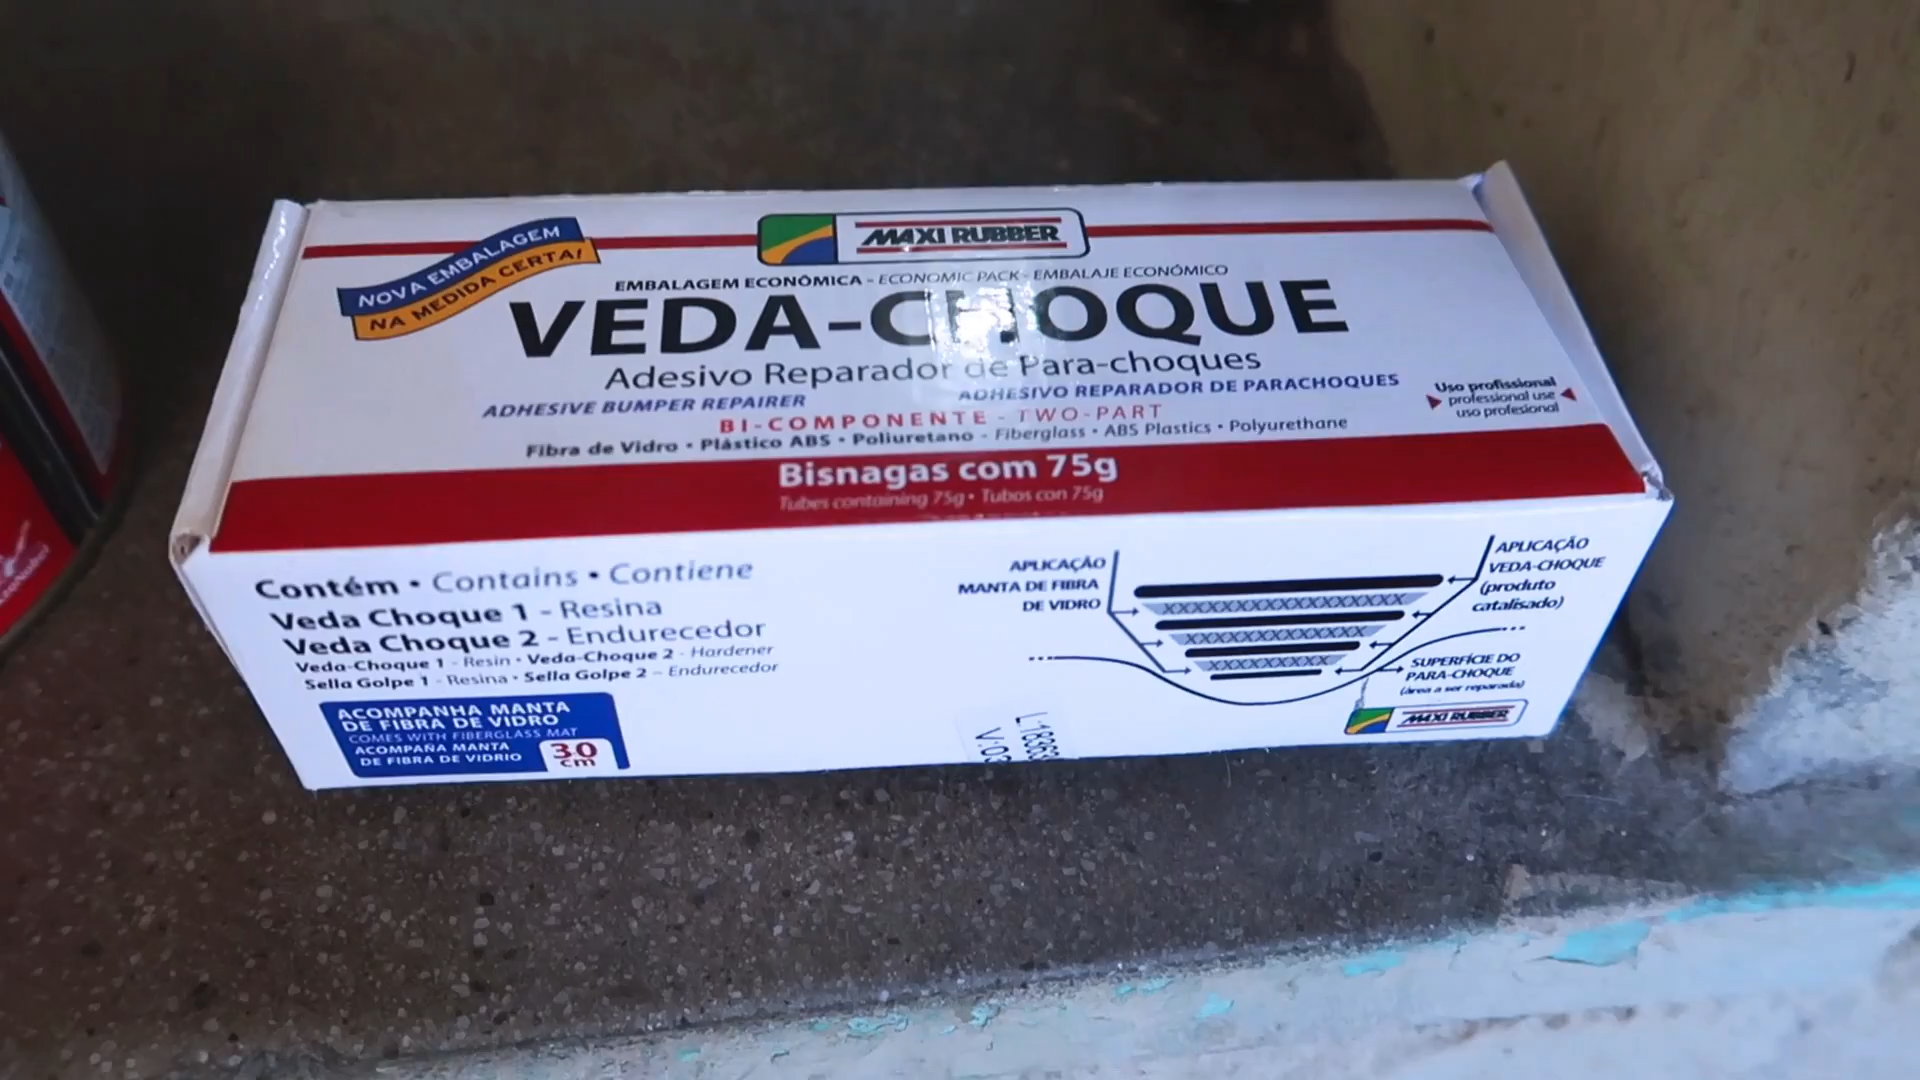 NOVA EMBALAGEM
NA MEDIDA CERTA!
MAXI RUBBER
EMBALAGEM ECONÔMICA - ECONOMIC PACK - EMBALAJE ECONÓMICO
VEDA-CHOQUE
Adesivo Reparador de Para-choques
ADHESIVE BUMPER REPAIRER
ADHESIVO REPARADOR DE PARACHOQUES
BI-COMPONENTE - TWO-PART
Fibra de Vidro • Plástico ABS • Poliuretano - Fiberglass • ABS Plastics • Polyurethane
Uso profissional
professional use
uso profesional
Bisnagas com 75g
Tubes containing 75g • Tubos con 75g
Contém • Contains • Contiene
Veda Choque 1 - Resina
Veda Choque 2 - Endurecedor
Veda-Choque 1 - Resin • Veda-Choque 2 - Hardener
Sella Golpe 1 - Resina • Sella Golpe 2 - Endurecedor
ACOMPANHA MANTA
DE FIBRA DE VIDRO
COMES WITH FIBERGLASS MAT
ACOMPAÑA MANTA
DE FIBRA DE VIDRIO
30
cm
APLICAÇÃO
MANTA DE FIBRA
DE VIDRO
XXXXXXXXXXXXXXXXX
XXXXXXXXXXXXX
XXXXXXXXXX
APLICAÇÃO
VEDA-CHOQUE
(produto
catalisado)
SUPERFÍCIE DO
PARA-CHOQUE
(área a ser reparada)
MAXI RUBBER